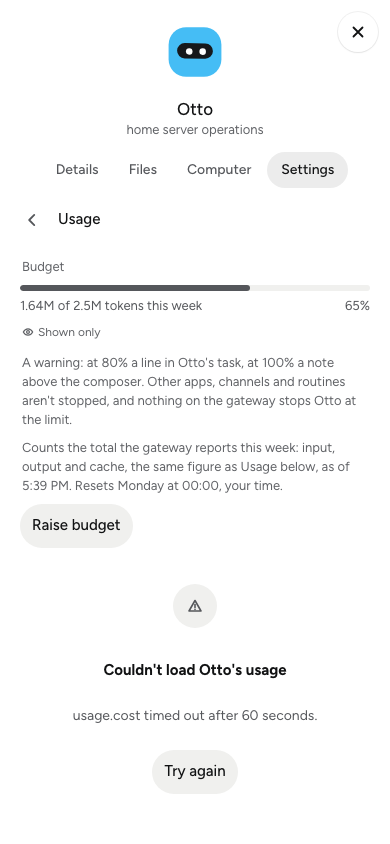 Otto
home server operations
Details Files Computer Settings
Usage
Budget
1.64M of 2.5M tokens this week 65%
Shown only
A warning: at 80% a line in Otto's task, at 100% a note
above the composer. Other apps, channels and routines
aren't stopped, and nothing on the gateway stops Otto at
the limit.
Counts the total the gateway reports this week: input,
output and cache, the same figure as Usage below, as of
5:39 PM. Resets Monday at 00:00, your time.
Raise budget
Couldn't load Otto's usage
usage.cost timed out after 60 seconds.
Try again